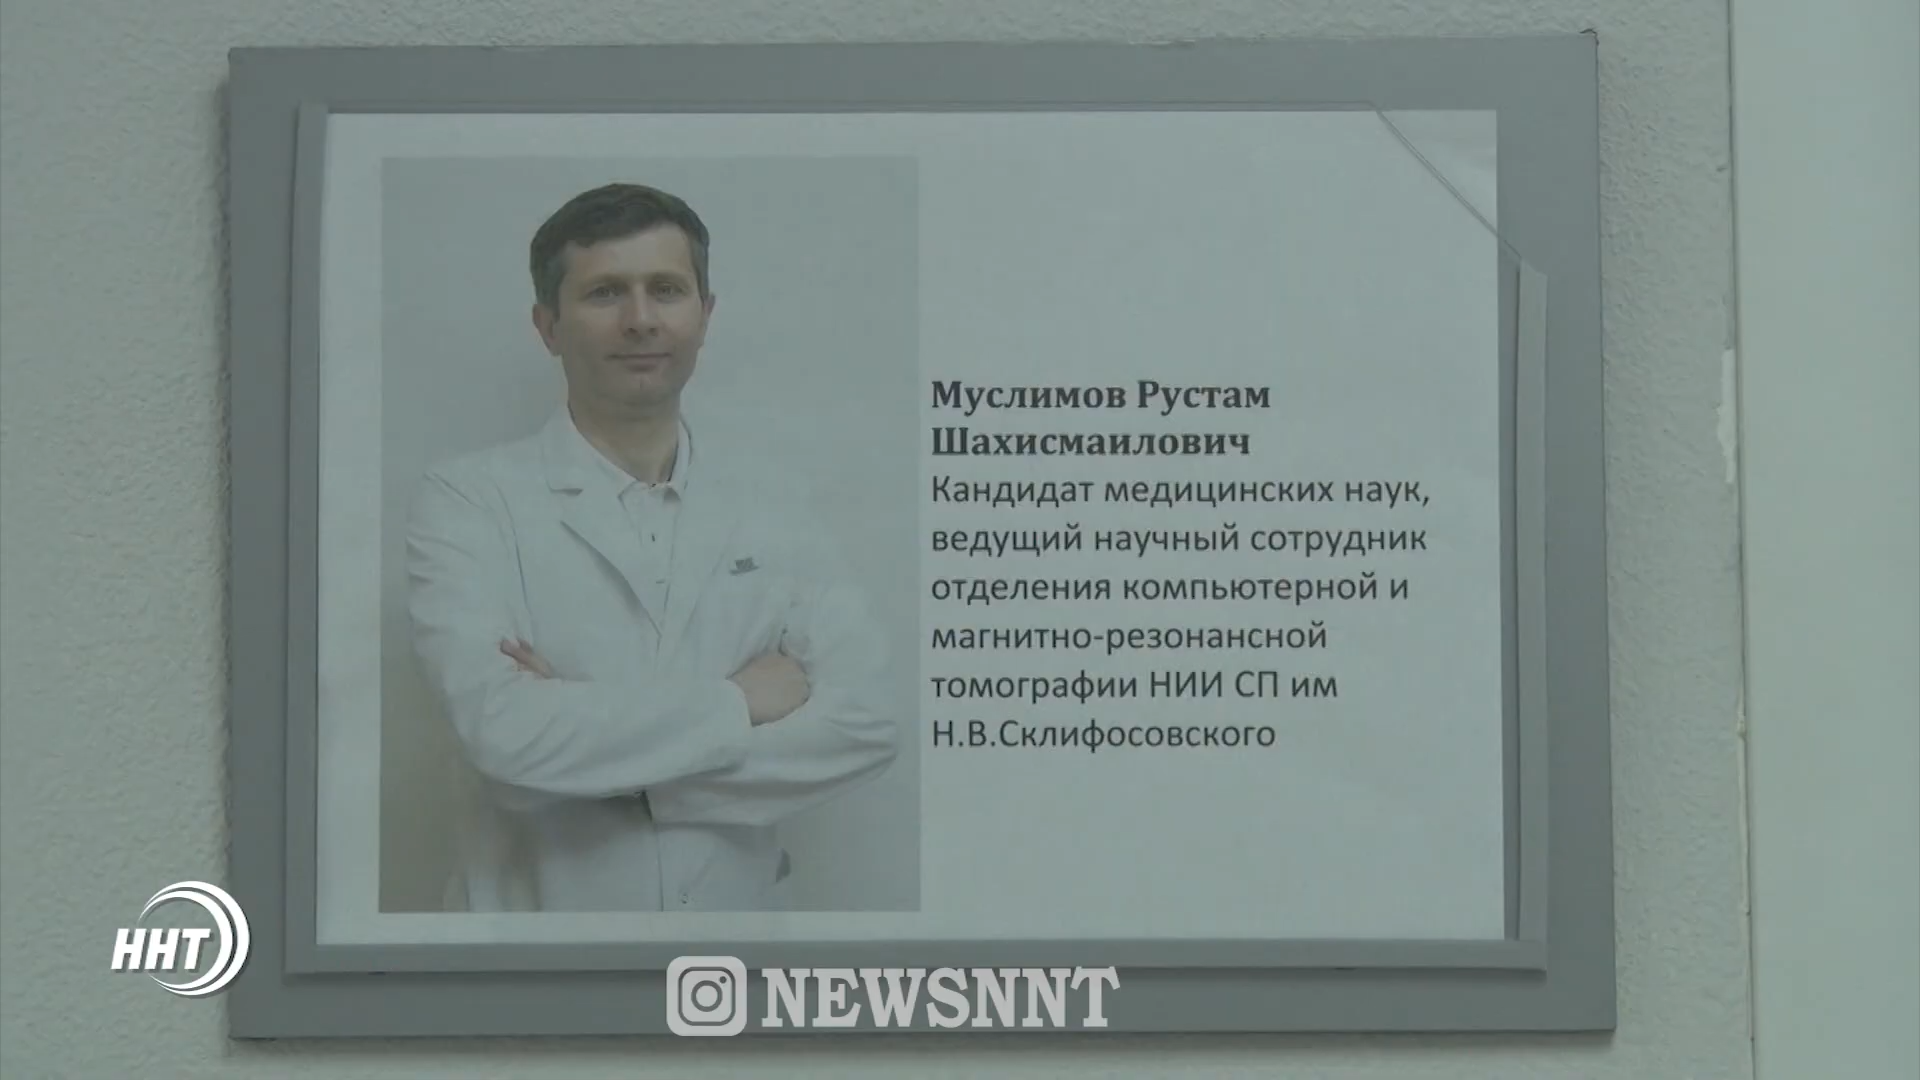 Муслимов Рустам
Шахисмаилович
Кандидат медицинских наук,
ведущий научный сотрудник
отделения компьютерной и
магнитно-резонансной
томографии НИИ СП им
Н.В.Склифосовского
ННТ
NEWSNNT